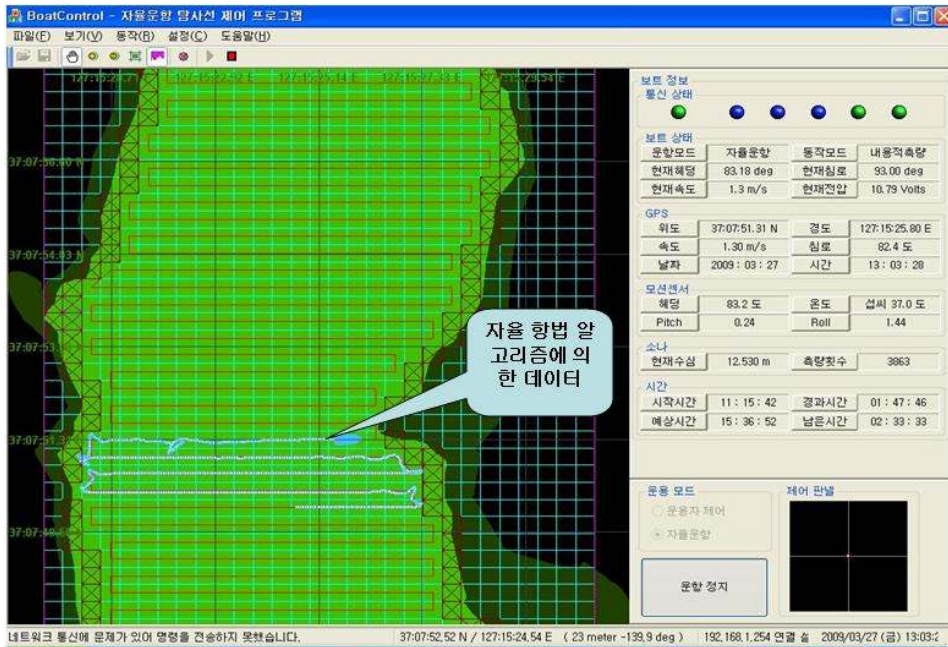 BoatControl - 자율운항 탐사선 제어 프로그램
파일(F) 보기(V) 동작(R) 설정(C) 도움말(H)
127:15:27.33 E
37:07:54.03 N
37:07:51.38
자율 항법 알
고리즘에 의
한 데이터
보트 정보
통신 상태
보트 상태
운항모드 자율운항 동작모드 내용적측량
현재헤딩 83.18 deg 현재침로 93.00 deg
현재속도 1.3 m/s 현재전압 10.79 Volts
GPS
위도 37:07:51.31 N 경도 127:15:25.80 E
속도 1.30 m/s 침로 82.4 도
날짜 2009 : 03 : 27 시간 13 : 03 : 28
모션센서
헤딩 83.2 도 온도 섭씨 37.0 도
Pitch 0.24 Roll 1.44
소나
현재수심 12.530 m 측량횟수 3863
시간
시작시간 11 : 15 : 42 경과시간 01 : 47 : 46
예상시간 15 : 36 : 52 남은시간 02 : 33 : 33
운용 모드
운용자 제어
자율운항
운항 정지
제어 판넬
네트워크 통신에 문제가 있어 명령을 전송하지 못했습니다. 37:07:52.52 N / 127:15:24.54 E ( 23 meter -139.9 deg ) 192.168.1.254 연결 설 2009/03/27 (금) 13:03:2